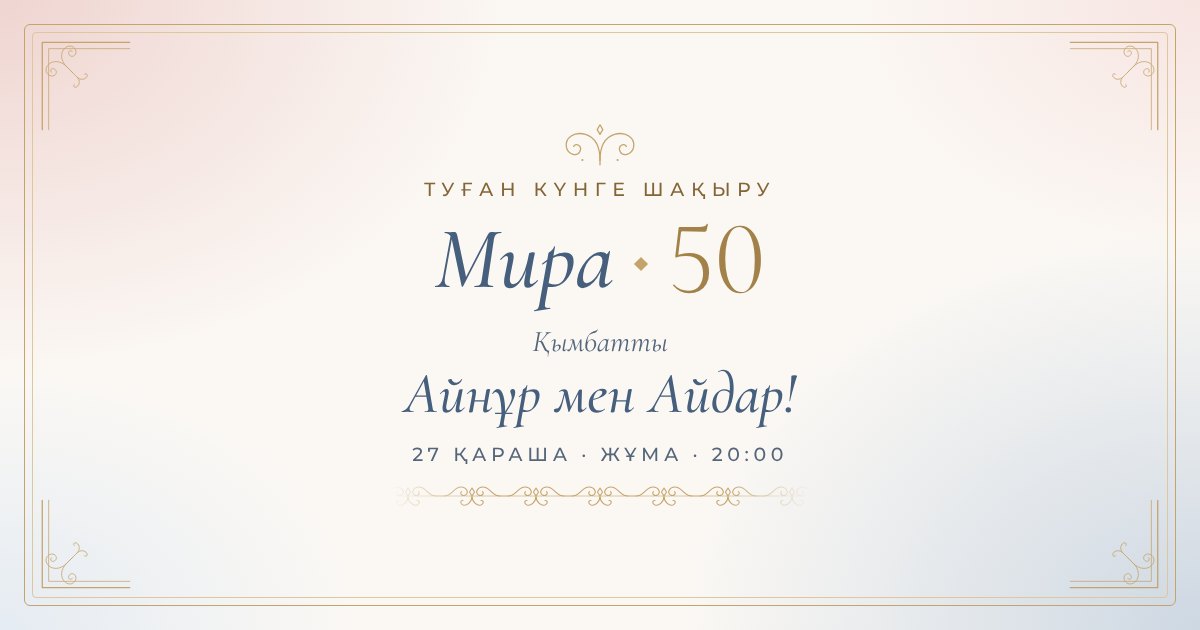 ТУҒАН КҮНГЕ ШАҚЫРУ
Мира · 50
Қымбатты
Айнұр мен Айдар!
27 ҚАРАША · ЖҰМА · 20:00